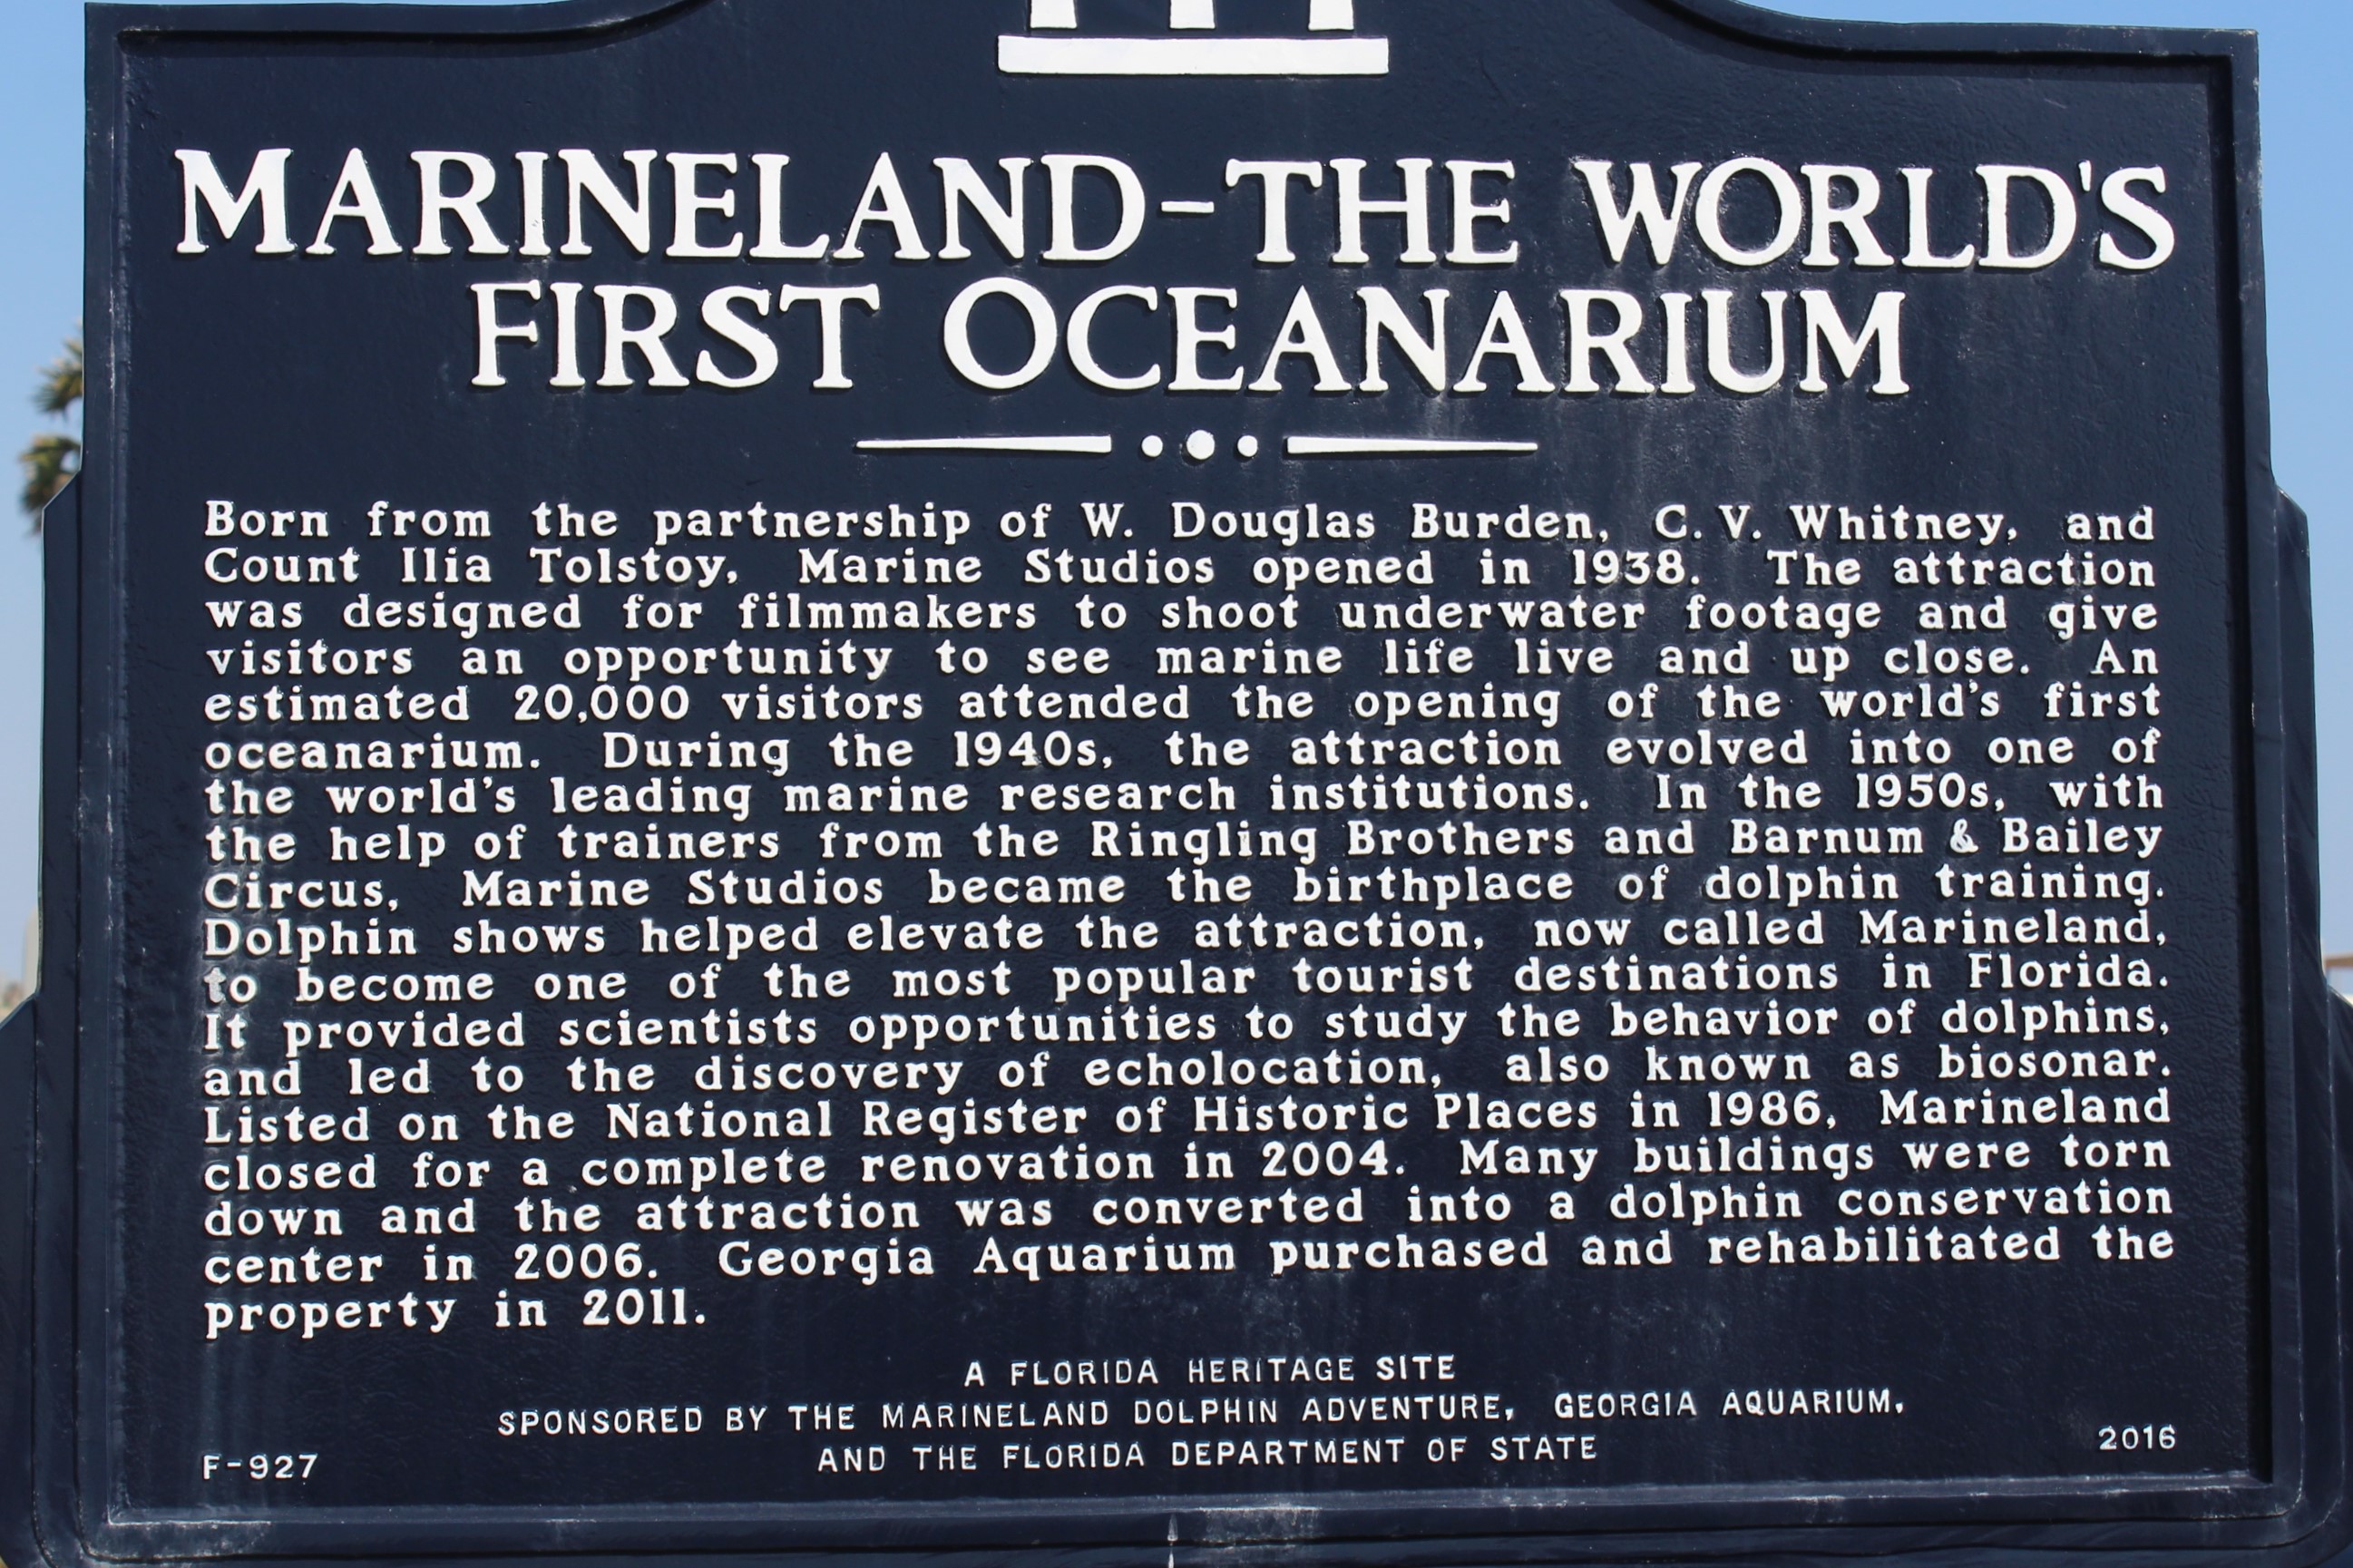 MARINELAND-THE WORLD'S
FIRST OCEANARIUM
Born from the partnership of W. Douglas Burden, C. V. Whitney, and
Count Ilia Tolstoy, Marine Studios opened in 1938. The attraction
was designed for filmmakers to shoot underwater footage and give
visitors an opportunity to see marine life live and up close. An
estimated 20,000 visitors attended the opening of the world's first
oceanarium. During the 1940s, the attraction evolved into one of
the world's leading marine research institutions. In the 1950s, with
the help of trainers from the Ringling Brothers and Barnum & Bailey
Circus, Marine Studios became the birthplace of dolphin training.
Dolphin shows helped elevate the attraction, now called Marineland,
to become one of the most popular tourist destinations in Florida.
It provided scientists opportunities to study the behavior of dolphins,
and led to the discovery of echolocation, also known as biosonar.
Listed on the National Register of Historic Places in 1986, Marineland
closed for a complete renovation in 2004. Many buildings were torn
down and the attraction was converted into a dolphin conservation
center in 2006. Georgia Aquarium purchased and rehabilitated the
property in 2011.
A FLORIDA HERITAGE SITE
SPONSORED BY THE MARINELAND DOLPHIN ADVENTURE, GEORGIA AQUARIUM,
AND THE FLORIDA DEPARTMENT OF STATE
F-927
2016